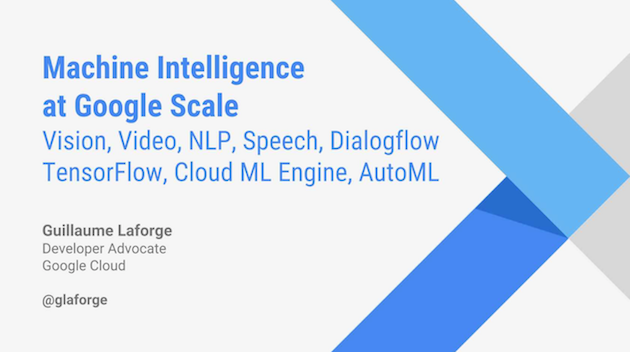 Machine Intelligence
at Google Scale
Vision, Video, NLP, Speech, Dialogflow
TensorFlow, Cloud ML Engine, AutoML
Guillaume Laforge
Developer Advocate
Google Cloud
@glaforge